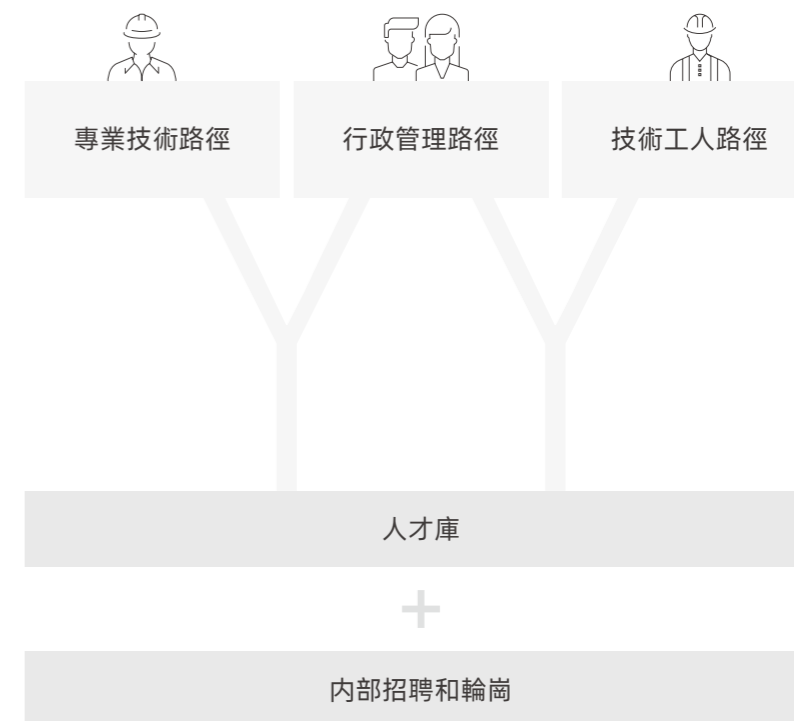 專業技術路徑
行政管理路徑
技術工人路徑
人才庫
+
内部招聘和輪崗